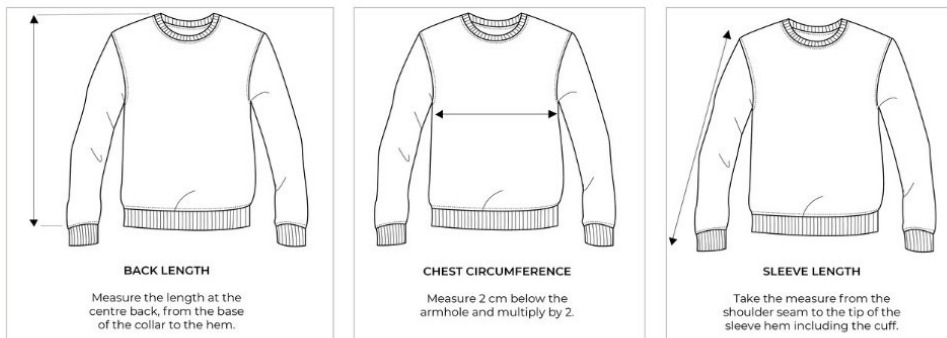 BACK LENGTH
Measure the length at the
centre back, from the base
of the collar to the hem.
CHEST CIRCUMFERENCE
Measure 2 cm below the
armhole and multiply by 2.
SLEEVE LENGTH
Take the measure from the
shoulder seam to the tip of the
sleeve hem including the cuff.